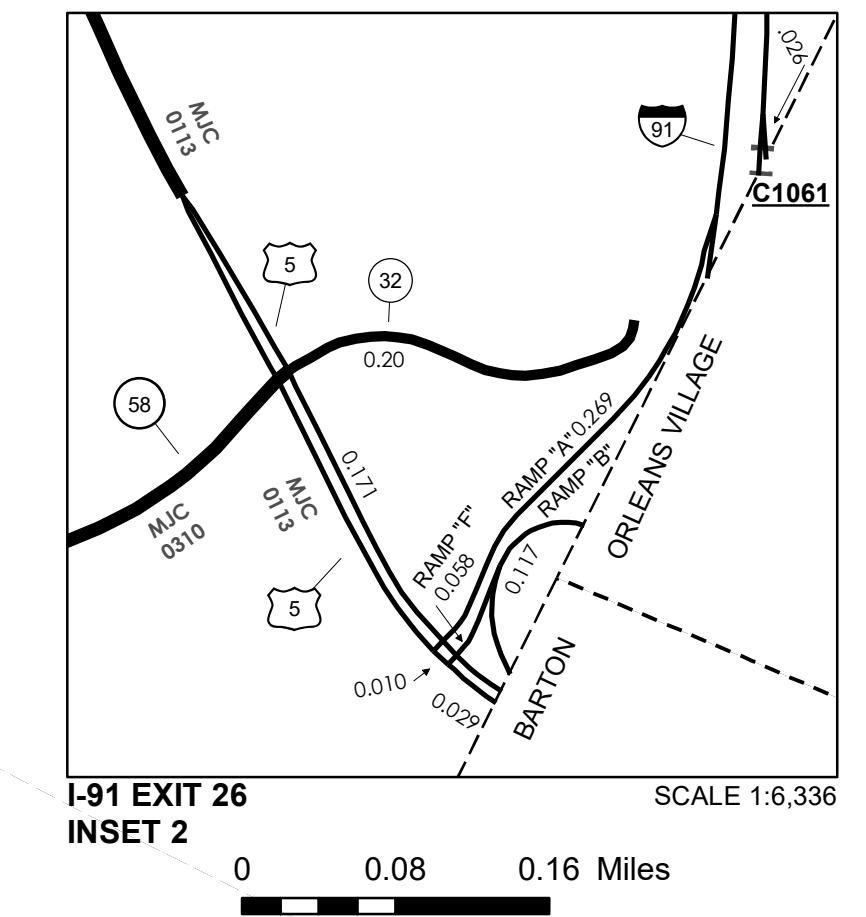 .026
MJC
0113
91
C1061
5
32
0.20
58
ORLEANS VILLAGE
RAMP "A" 0.269
RAMP "B"
0.171
MJC
0113
MJC
0310
RAMP "F"
0.058
0.117
5
BARTON
0.010
0.029
I-91 EXIT 26
INSET 2
SCALE 1:6,336
0 0.08 0.16 Miles